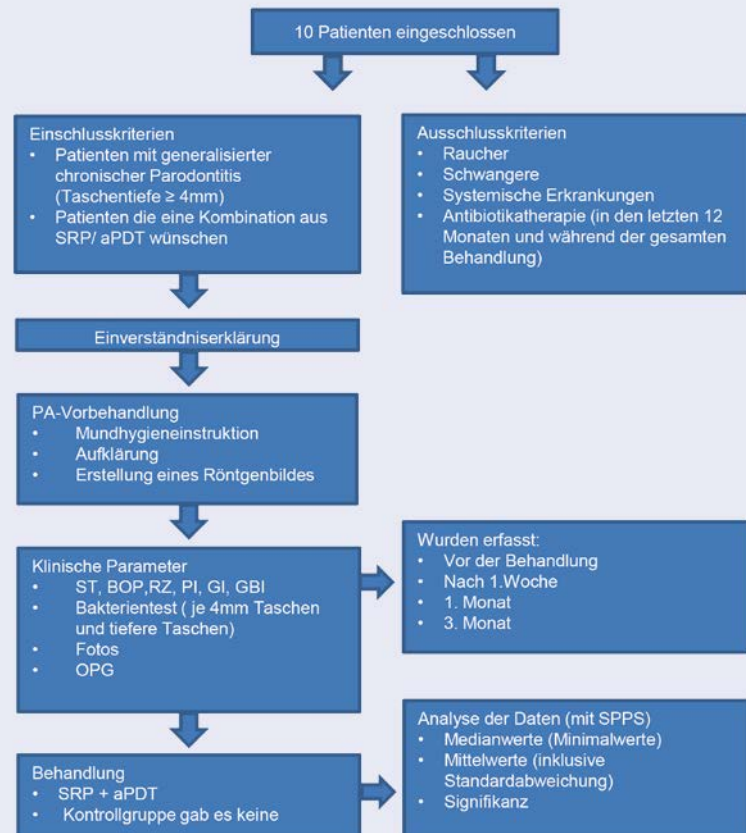 10 Patienten eingeschlossen
Einschlusskriterien
• Patienten mit generalisierter
chronischer Parodontitis
(Taschentiefe ≥ 4mm)
• Patienten die eine Kombination aus
SRP/ aPDT wünschen
Ausschlusskriterien
• Raucher
• Schwangere
• Systemische Erkrankungen
• Antibiotikatherapie (in den letzten 12
Monaten und während der gesamten
Behandlung)
Einverständniserklärung
PA-Vorbehandlung
• Mundhygieneinstruktion
• Aufklärung
• Erstellung eines Röntgenbildes
Klinische Parameter
• ST, BOP,RZ, PI, GI, GBI
• Bakterientest ( je 4mm Taschen
und tiefere Taschen)
• Fotos
• OPG
Wurden erfasst:
• Vor der Behandlung
• Nach 1.Woche
• 1. Monat
• 3. Monat
Behandlung
• SRP + aPDT
• Kontrollgruppe gab es keine
Analyse der Daten (mit SPPS)
• Medianwerte (Minimalwerte)
• Mittelwerte (inklusive
Standardabweichung)
• Signifikanz